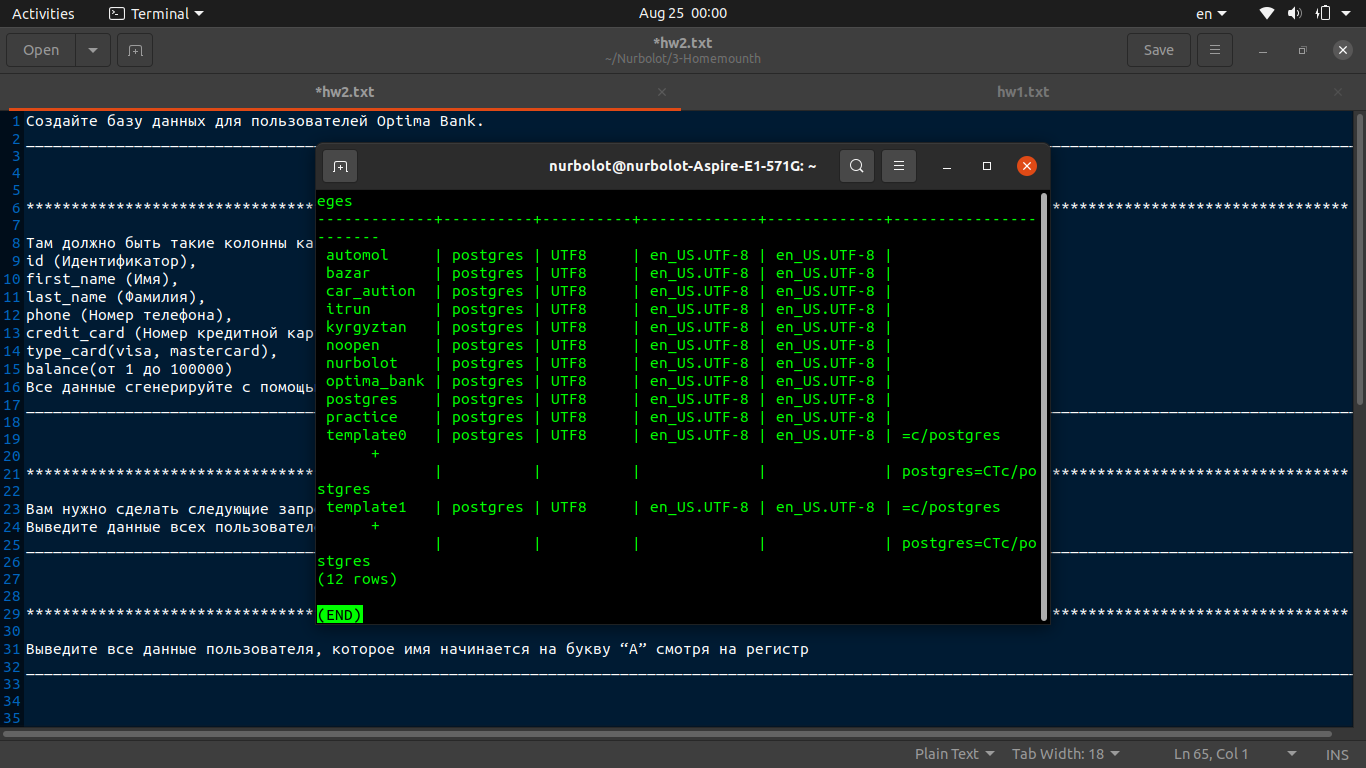 Activities Terminal Aug 25 00:00 en
Open *hw2.txt Save
~/Nurbolot/3-Homemounth
*hw2.txt hw1.txt
1 Создайте базу данных для пользователей Optima Bank.
2 ____________________________________
3
4
5
6 ************************************
7
8 Там должно быть такие колонны ка
9 id (Идентификатор),
10 first_name (Имя),
11 last_name (Фамилия),
12 phone (Номер телефона),
13 credit_card (Номер кредитной кар
14 type_card(visa, mastercard),
15 balance(от 1 до 100000)
16 Все данные сгенерируйте с помощь
17 ____________________________________
18
19
20
21 ************************************
22
23 Вам нужно сделать следующие запр
24 Выведите данные всех пользовател
25 ____________________________________
26
27
28
29 ************************************
30
31 Выведите все данные пользователя, которое имя начинается на букву “А” смотря на регистр
32 ____________________________________
33
34
35
nurbolot@nurbolot-Aspire-E1-571G: ~
eges
-------------+----------+----------+-------------+-------------+----------------
-------
automol | postgres | UTF8 | en_US.UTF-8 | en_US.UTF-8 |
bazar | postgres | UTF8 | en_US.UTF-8 | en_US.UTF-8 |
car_aution | postgres | UTF8 | en_US.UTF-8 | en_US.UTF-8 |
itrun | postgres | UTF8 | en_US.UTF-8 | en_US.UTF-8 |
kyrgyztan | postgres | UTF8 | en_US.UTF-8 | en_US.UTF-8 |
noopen | postgres | UTF8 | en_US.UTF-8 | en_US.UTF-8 |
nurbolot | postgres | UTF8 | en_US.UTF-8 | en_US.UTF-8 |
optima_bank | postgres | UTF8 | en_US.UTF-8 | en_US.UTF-8 |
postgres | postgres | UTF8 | en_US.UTF-8 | en_US.UTF-8 |
practice | postgres | UTF8 | en_US.UTF-8 | en_US.UTF-8 |
template0 | postgres | UTF8 | en_US.UTF-8 | en_US.UTF-8 | =c/postgres
+
| | | | | postgres=CTc/po
stgres
template1 | postgres | UTF8 | en_US.UTF-8 | en_US.UTF-8 | =c/postgres
+
| | | | | postgres=CTc/po
stgres
(12 rows)
(END)
Plain Text Tab Width: 18 Ln 65, Col 1 INS